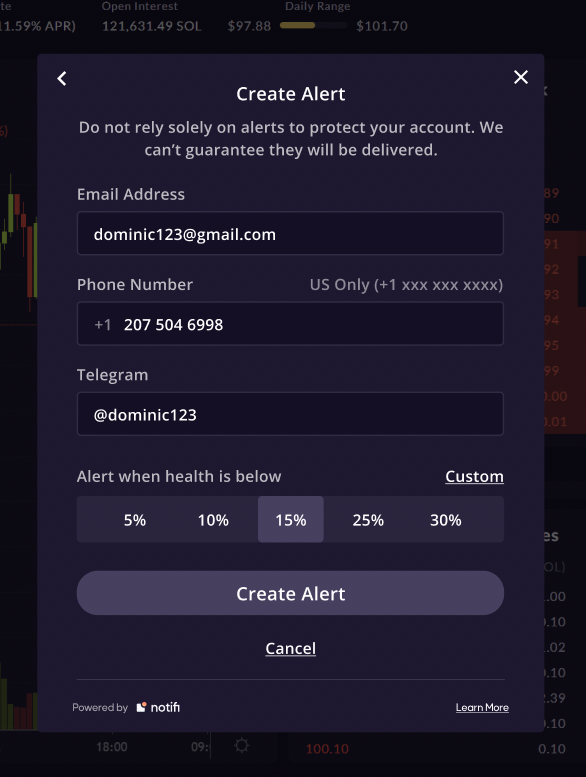 11.59% APR)
Open Interest
121,631.49 SOL
Daily Range
$97.88
$101.70
Create Alert
Do not rely solely on alerts to protect your account. We
can’t guarantee they will be delivered.
Email Address
dominic123@gmail.com
Phone Number
US Only (+1 xxx xxx xxxx)
+1 207 504 6998
Telegram
@dominic123
Alert when health is below
Custom
5% 10% 15% 25% 30%
Create Alert
Cancel
Powered by notifi
Learn More
18:00
09:
100.10